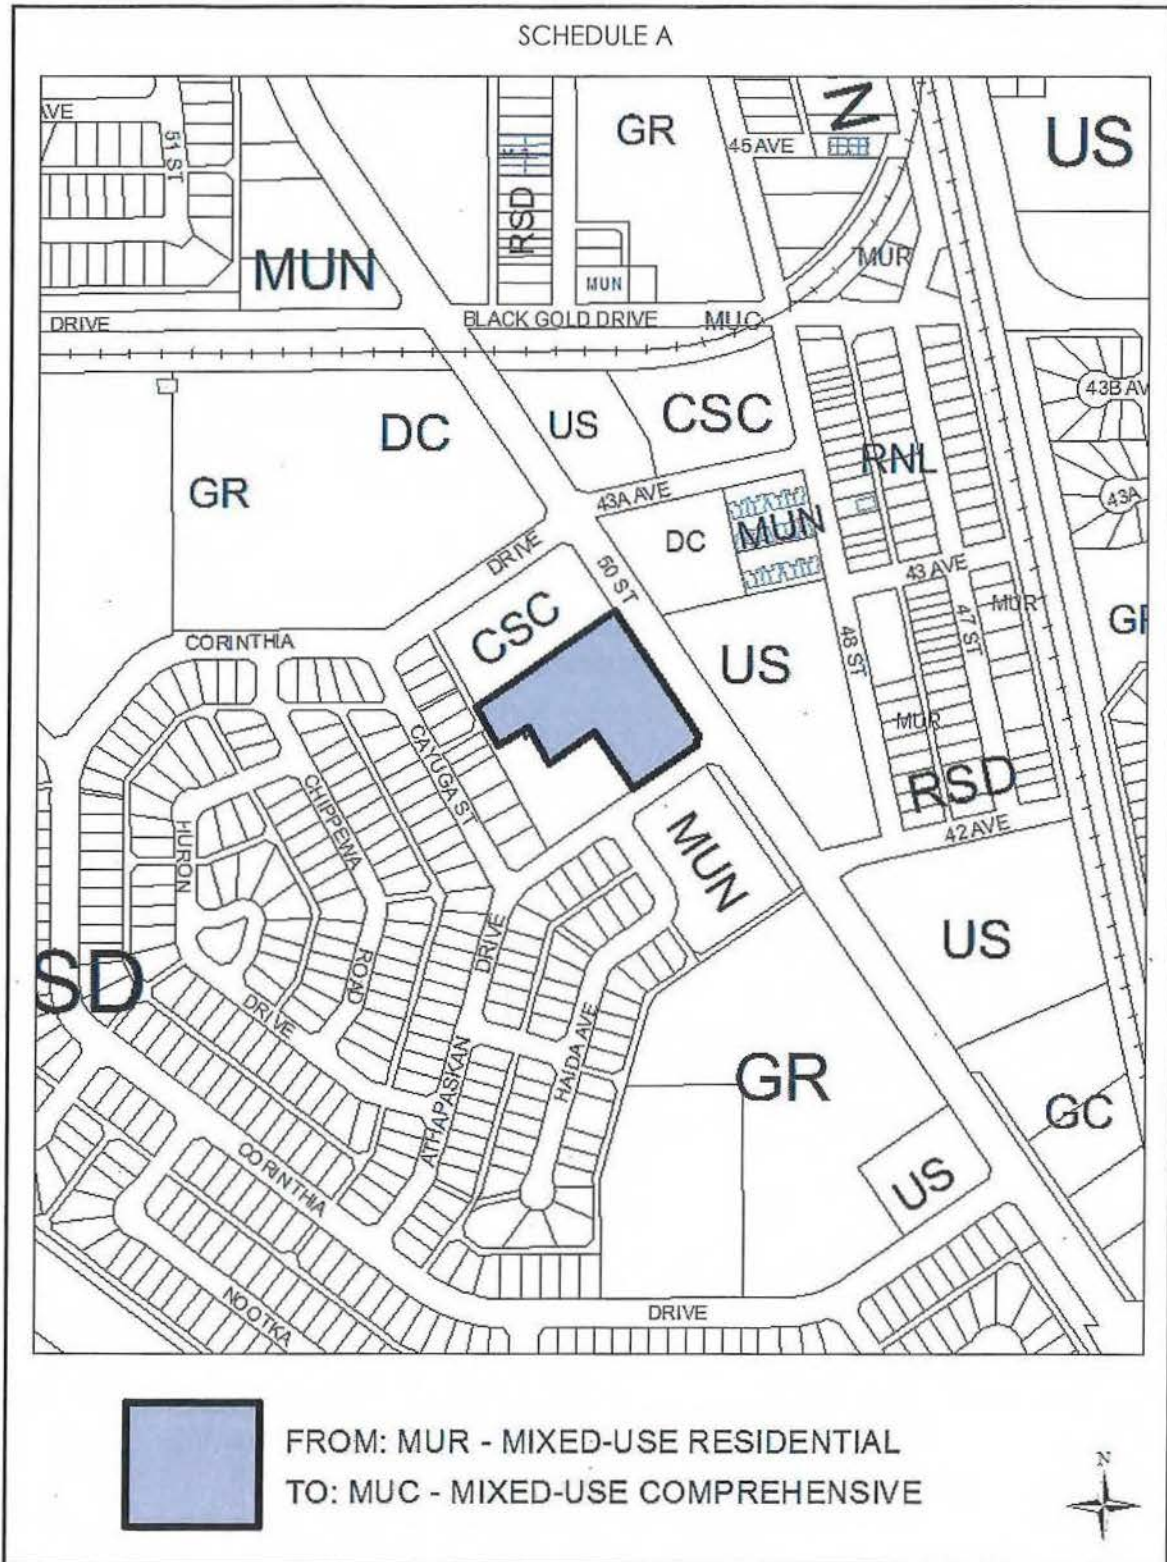 SCHEDULE A
AVE
51 ST
GR
45 AVE
N
US
RSD
MUN
MUN
MUR
DRIVE
BLACK GOLD DRIVE
MUC
43B AV
DC
US
CSC
RNL
GR
43A AVE
43A
DRIVE
50 ST
DC
MUN
43 AVE
MUR
47 ST
GR
CSC
CORINTHIA
48 ST
US
MUR
CAYUGA ST
CHIPPEWA
RSD
42 AVE
HURON
MUN
DRIVE
US
SD
ROAD
DRIVE
HAIDA AVE
ATHAPASKAN
GR
GC
CORINTHIA
US
NOOTKA
DRIVE
FROM: MUR - MIXED-USE RESIDENTIAL
TO: MUC - MIXED-USE COMPREHENSIVE
N